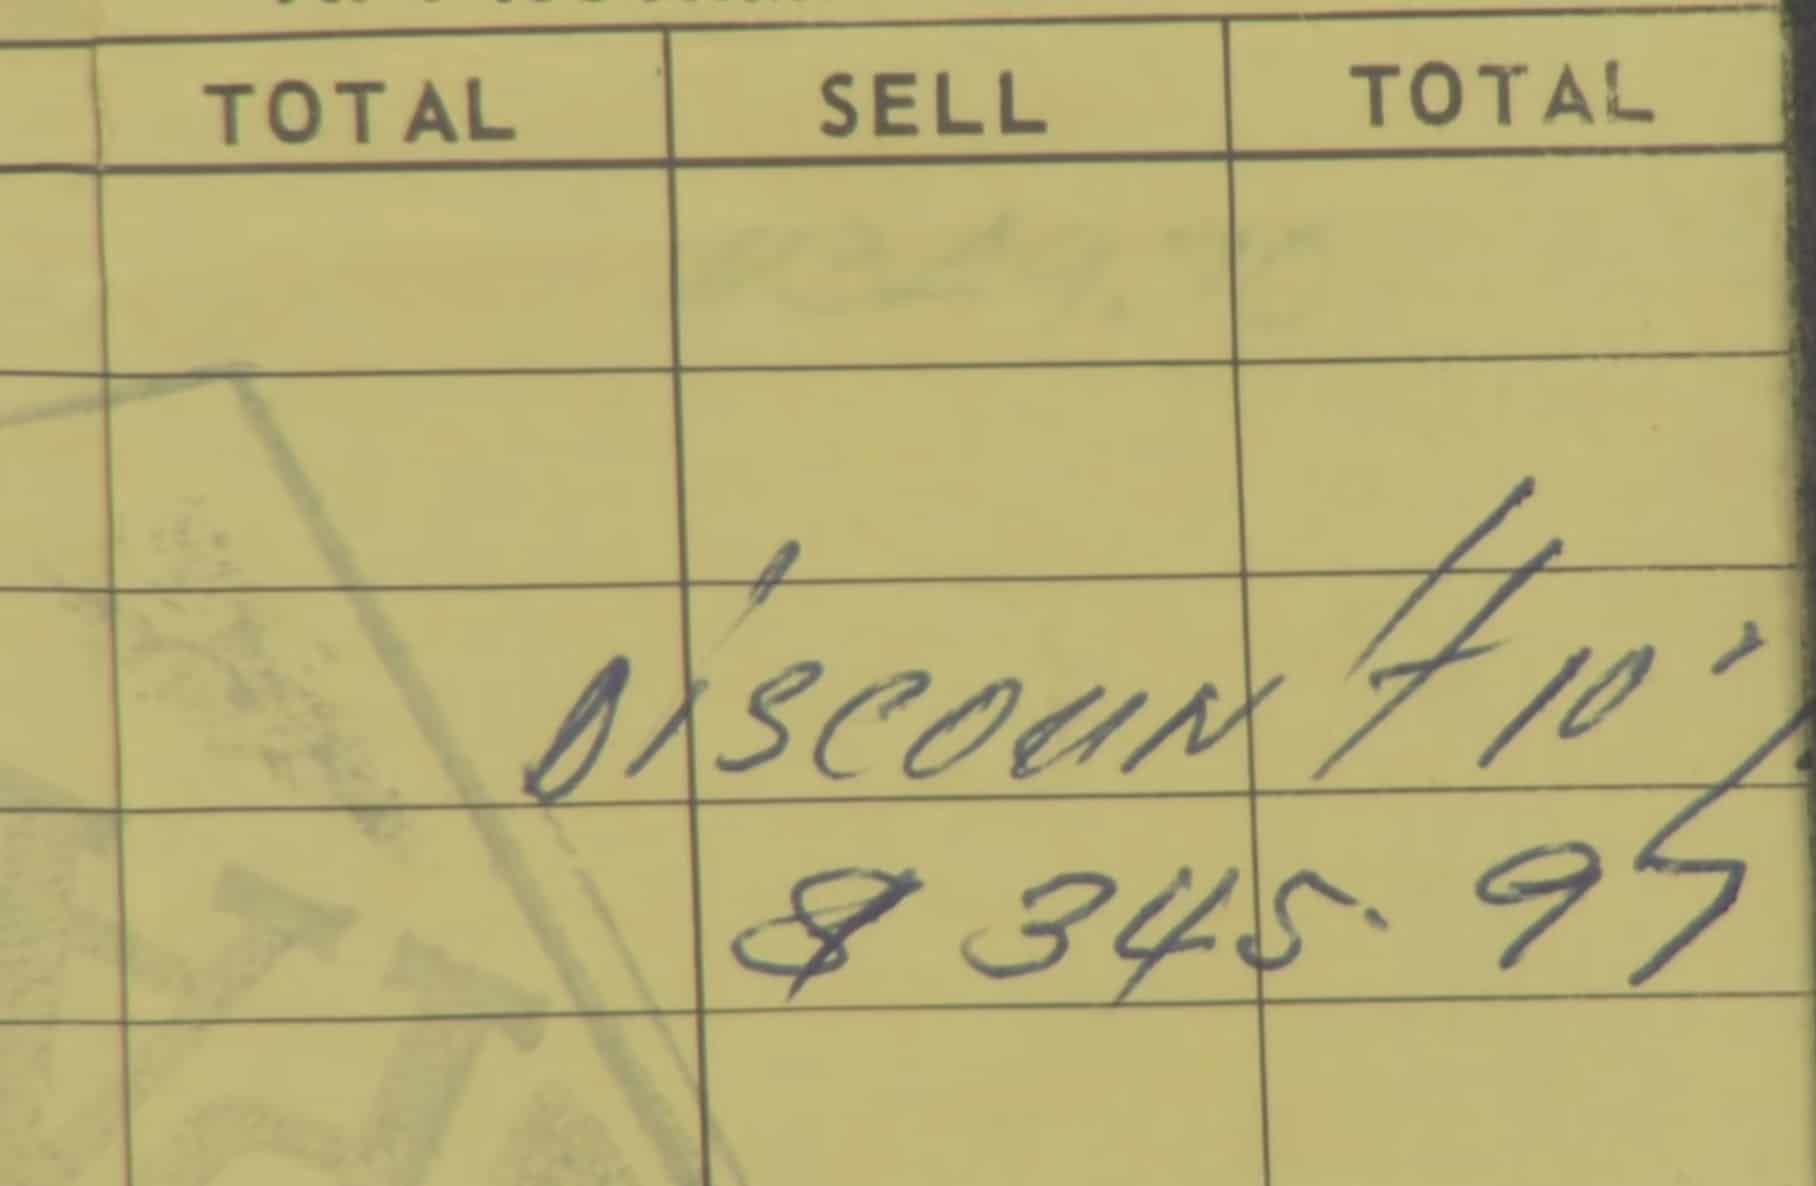 TOTAL SELL TOTAL
DISCOUNT 10%
$ 345.97